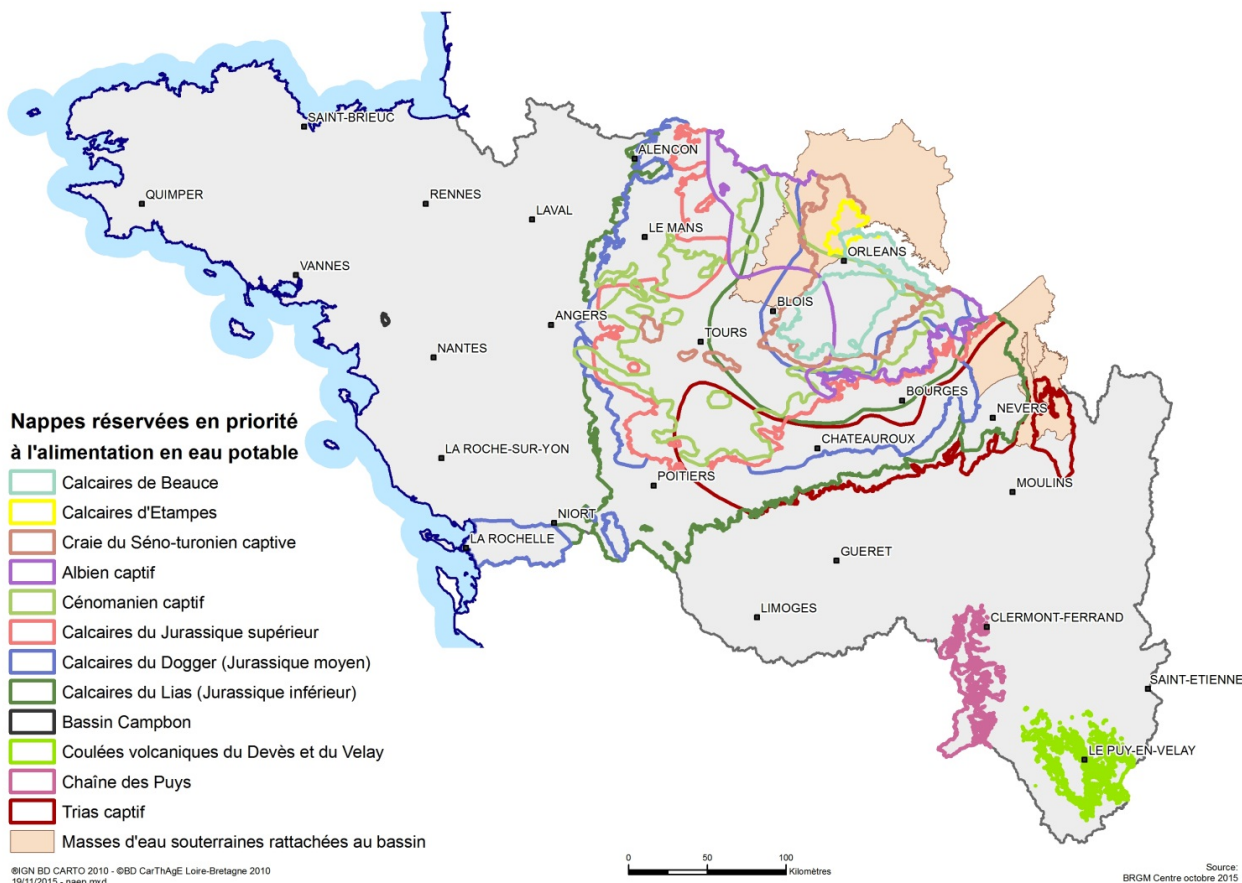 SAINT-BRIEUC
ALENCON
QUIMPER
RENNES
LAVAL
LE MANS
ORLEANS
VANNES
BLOIS
ANGERS
TOURS
NANTES
BOURGES
NEVERS
Nappes réservées en priorité
à l'alimentation en eau potable
CHATEAUROUX
LA ROCHE-SUR-YON
POITIERS
MOULINS
NIORT
LA ROCHELLE
GUERET
LIMOGES
CLERMONT-FERRAND
SAINT-ETIENNE
LE PUY-EN-VELAY
Calcaires de Beauce
Calcaires d'Etampes
Craie du Séno-turonien captive
Albien captif
Cénomanien captif
Calcaires du Jurassique supérieur
Calcaires du Dogger (Jurassique moyen)
Calcaires du Lias (Jurassique inférieur)
Bassin Campbon
Coulées volcaniques du Devès et du Velay
Chaîne des Puys
Trias captif
Masses d'eau souterraines rattachées au bassin
®IGN BD CARTO 2010 - ©BD CarThAgE Loire-Bretagne 2010
19/11/2015 - naep.mxd
0 50 100
Kilomètres
Source:
BRGM Centre octobre 2015